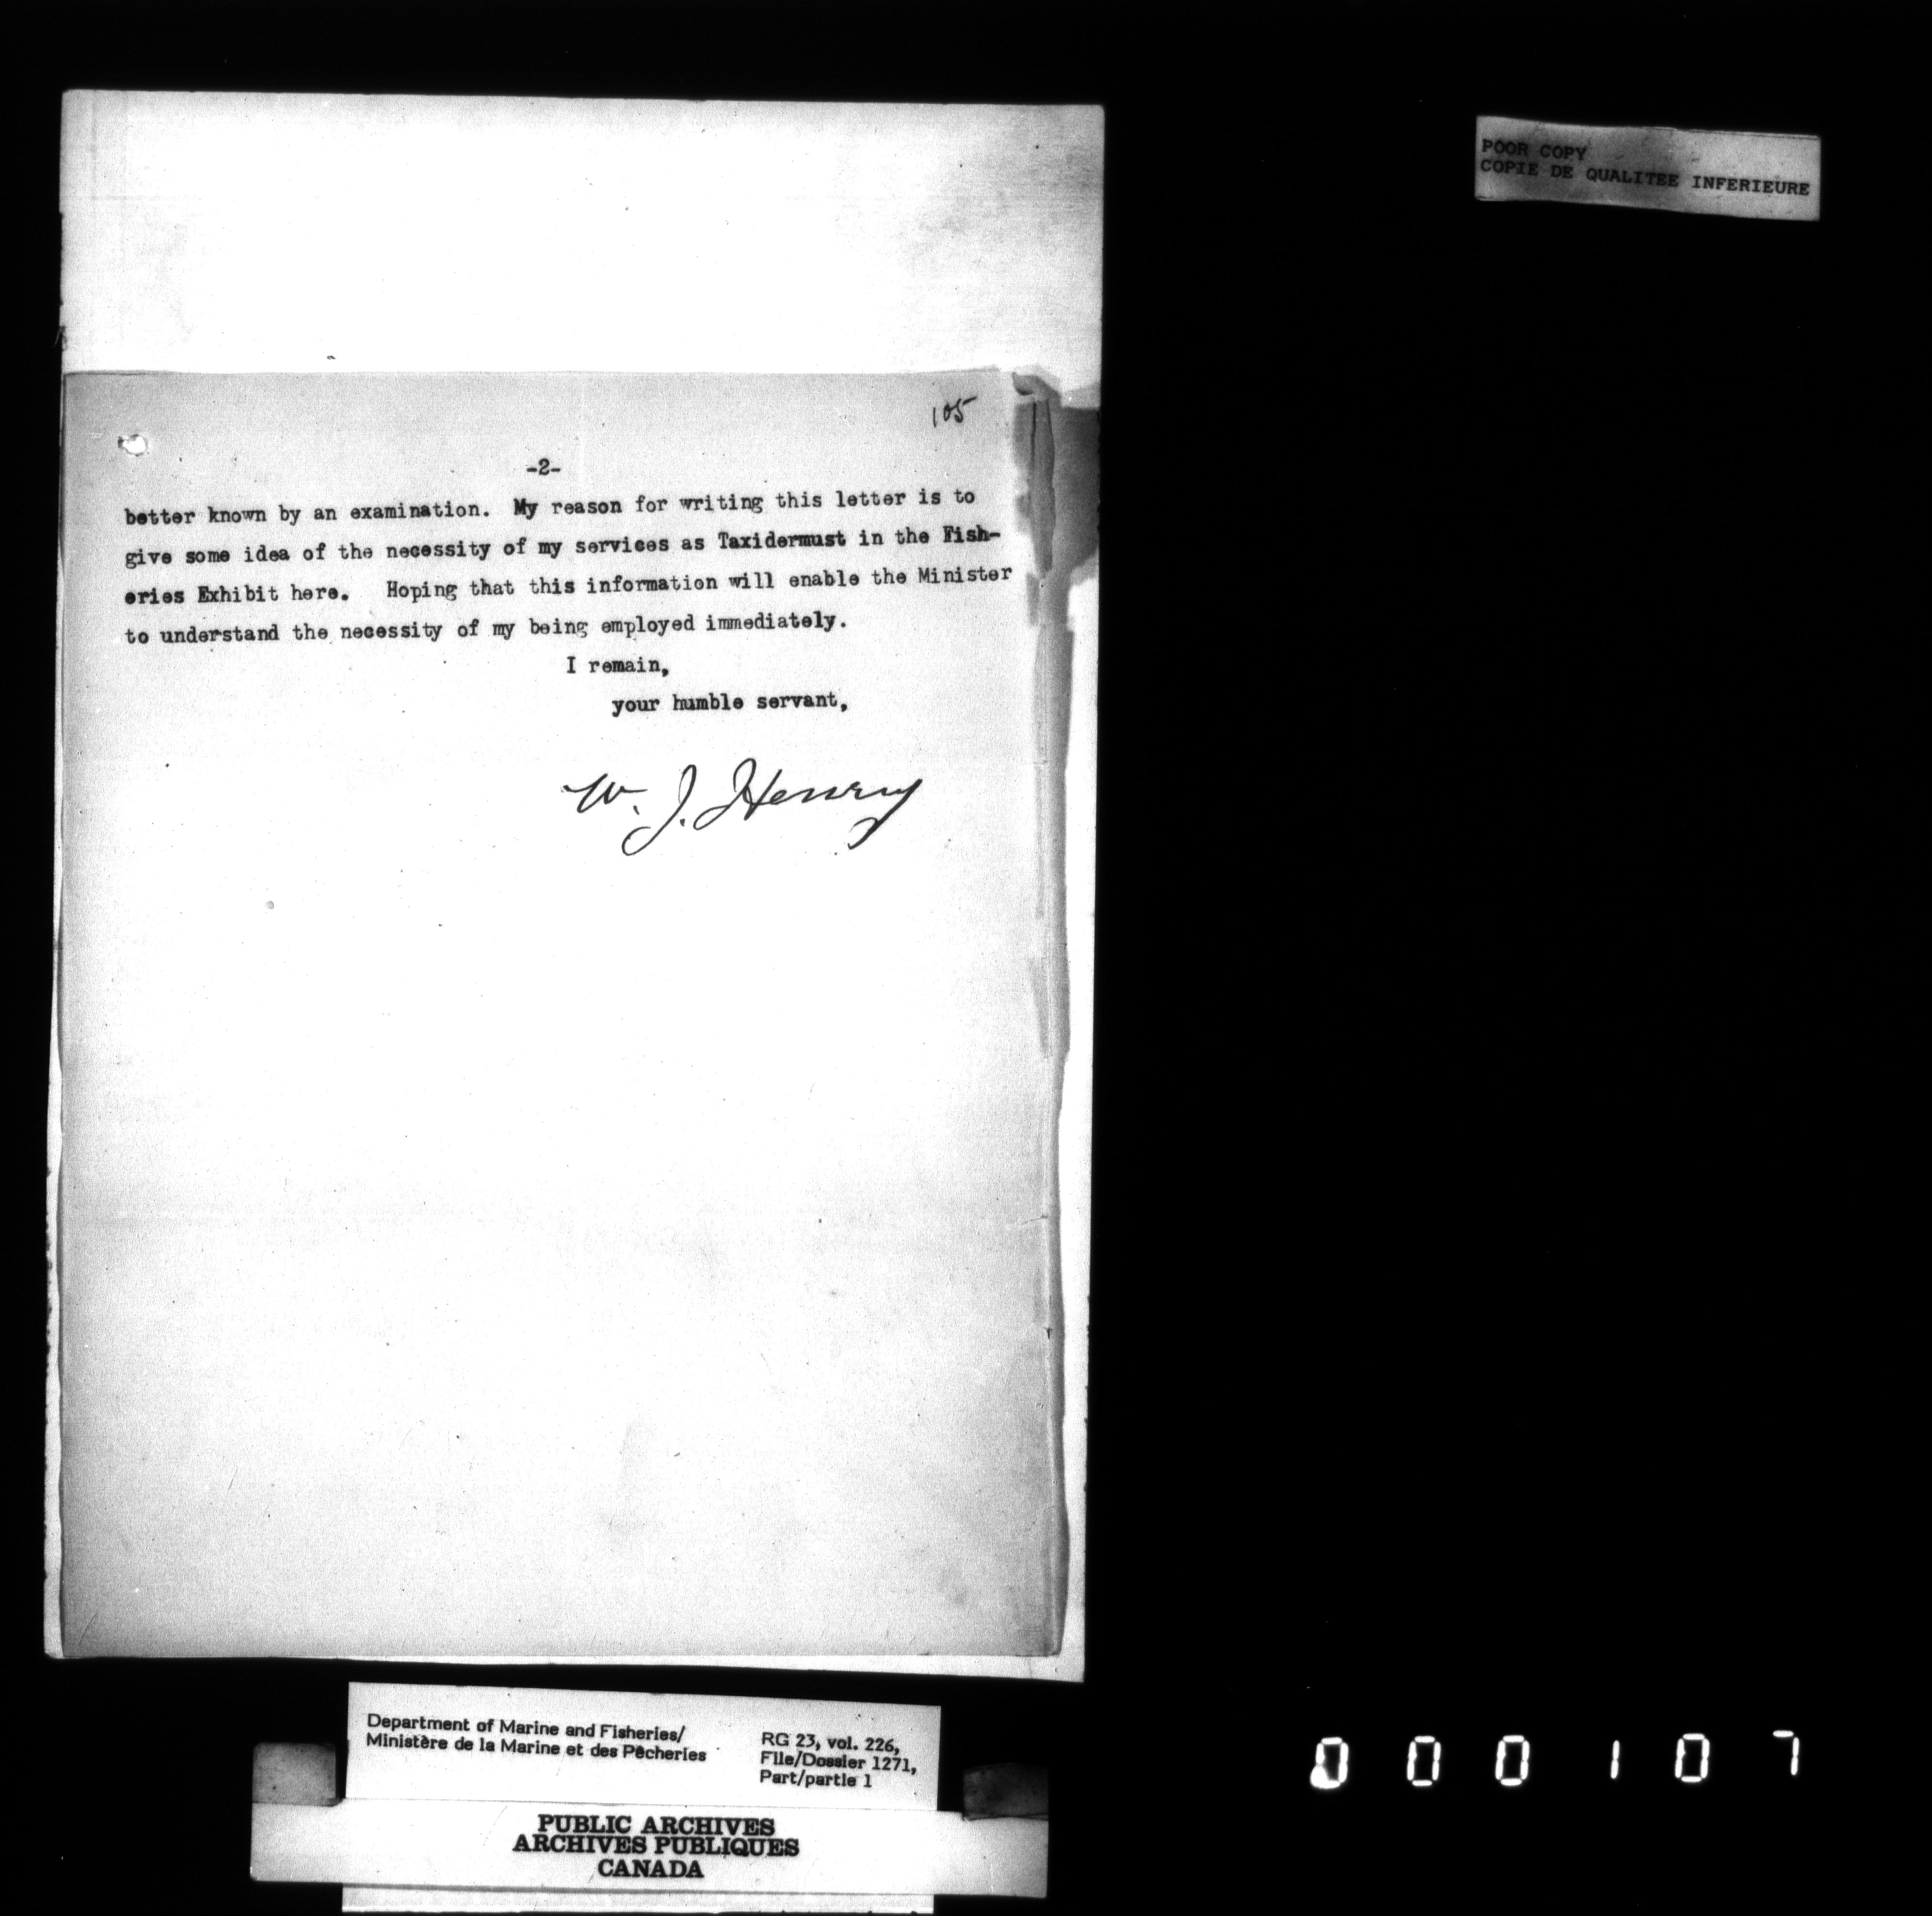 POOR COPY
COPIE DE QUALITEE INFERIEURE
105
-2-
better known by an examination. My reason for writing this letter is to
give some idea of the necessity of my services as Taxidermust in the Fish-
eries Exhibit here. Hoping that this information will enable the Minister
to understand the necessity of my being employed immediately.
I remain,
your humble servant,
W. J. Henry
Department of Marine and Fisheries/
Ministère de la Marine et des Pêcheries
RG 23, vol. 226,
File/Dossier 1271,
Part/partie 1
PUBLIC ARCHIVES
ARCHIVES PUBLIQUES
CANADA
000107